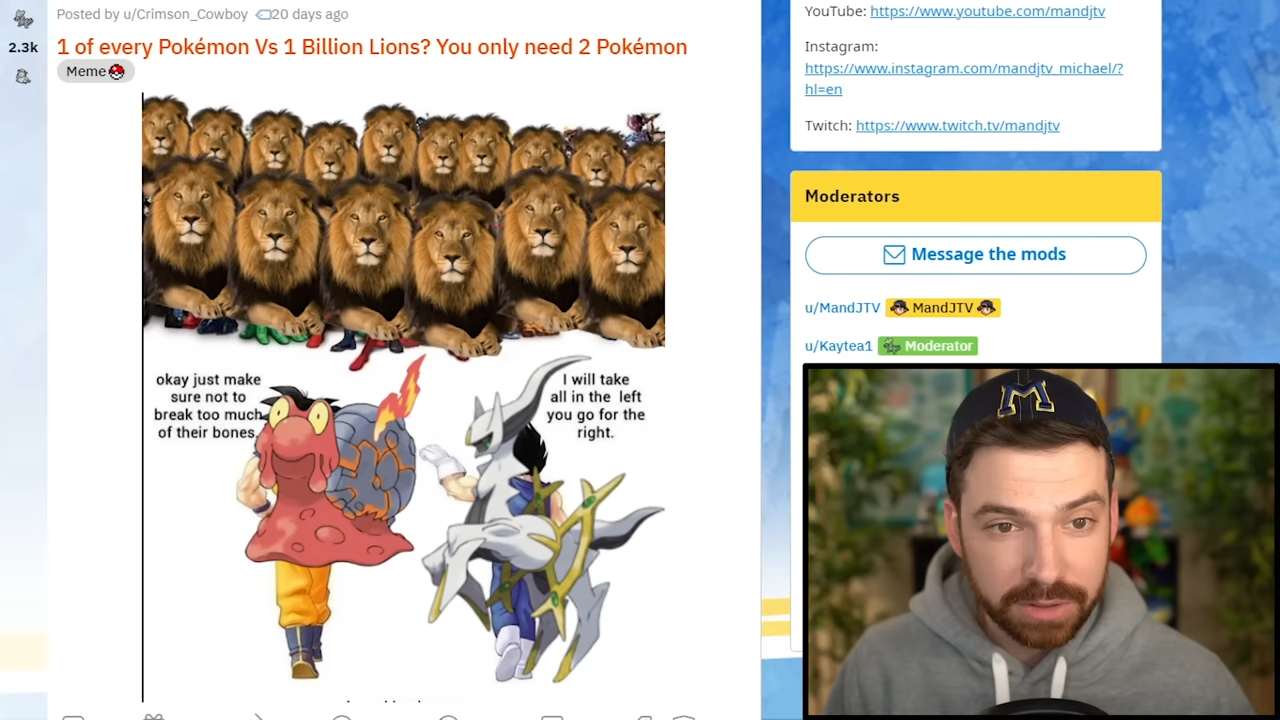 Posted by u/Crimson_Cowboy 20 days ago
2.3k
1 of every Pokémon Vs 1 Billion Lions? You only need 2 Pokémon
Meme
okay just make
sure not to
break too much
of their bones.
I will take
all in the left
you go for the
right.
YouTube: https://www.youtube.com/mandjtv
Instagram:
https://www.instagram.com/mandjtv_michael/?
hl=en
Twitch: https://www.twitch.tv/mandjtv
Moderators
Message the mods
u/MandJTV MandJTV
u/Kaytea1 Moderator
M